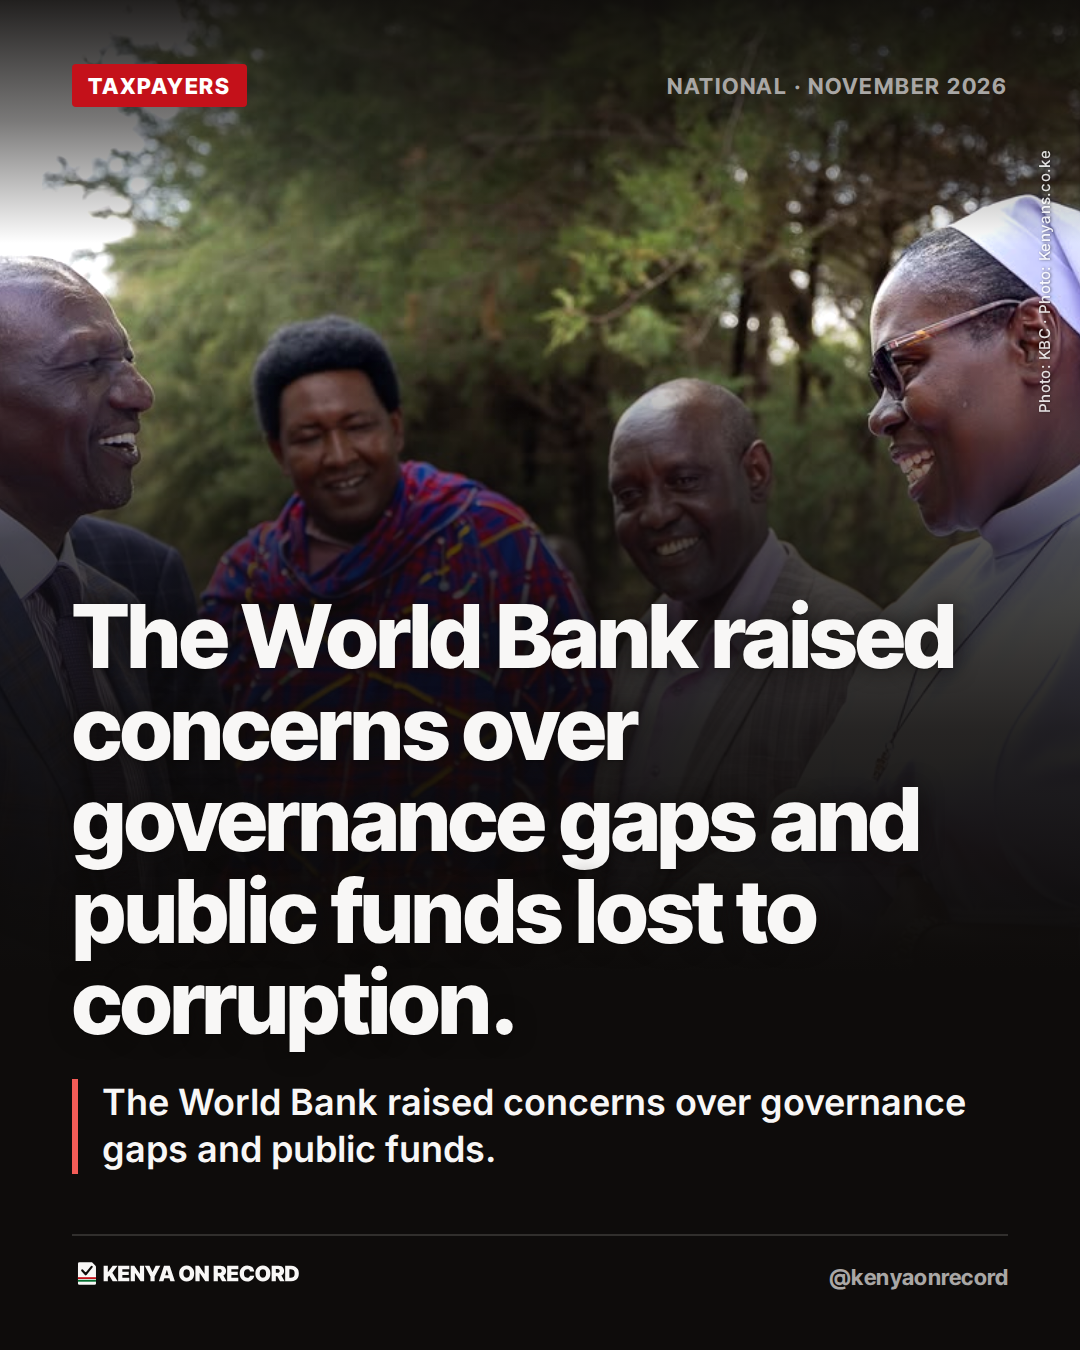 TAXPAYERS
NATIONAL · NOVEMBER 2026
Photo: KBC · Photo: Kenyans.co.ke
The World Bank raised
concerns over
governance gaps and
public funds lost to
corruption.
The World Bank raised concerns over governance
gaps and public funds.
KENYA ON RECORD
@kenyaonrecord